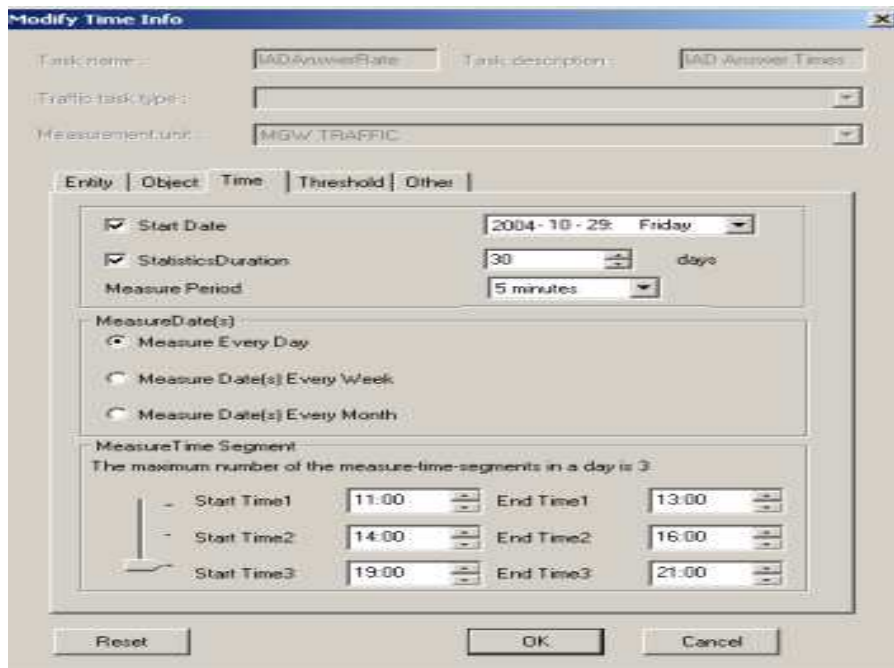 Modify Time Info
Task name : IADAnswerRate Task description : IAD Answer Times
Traffic task type :
Measurement unit : MGW TRAFFIC
Entity Object Time Threshold Other
Start Date 2004-10-29: Friday
StatisticsDuration 30 days
Measure Period 5 minutes
MeasureDate(s)
Measure Every Day
Measure Date(s) Every Week
Measure Date(s) Every Month
MeasureTime Segment
The maximum number of the measure-time-segments in a day is 3
Start Time1 11:00 End Time1 13:00
Start Time2 14:00 End Time2 16:00
Start Time3 19:00 End Time3 21:00
Reset OK Cancel